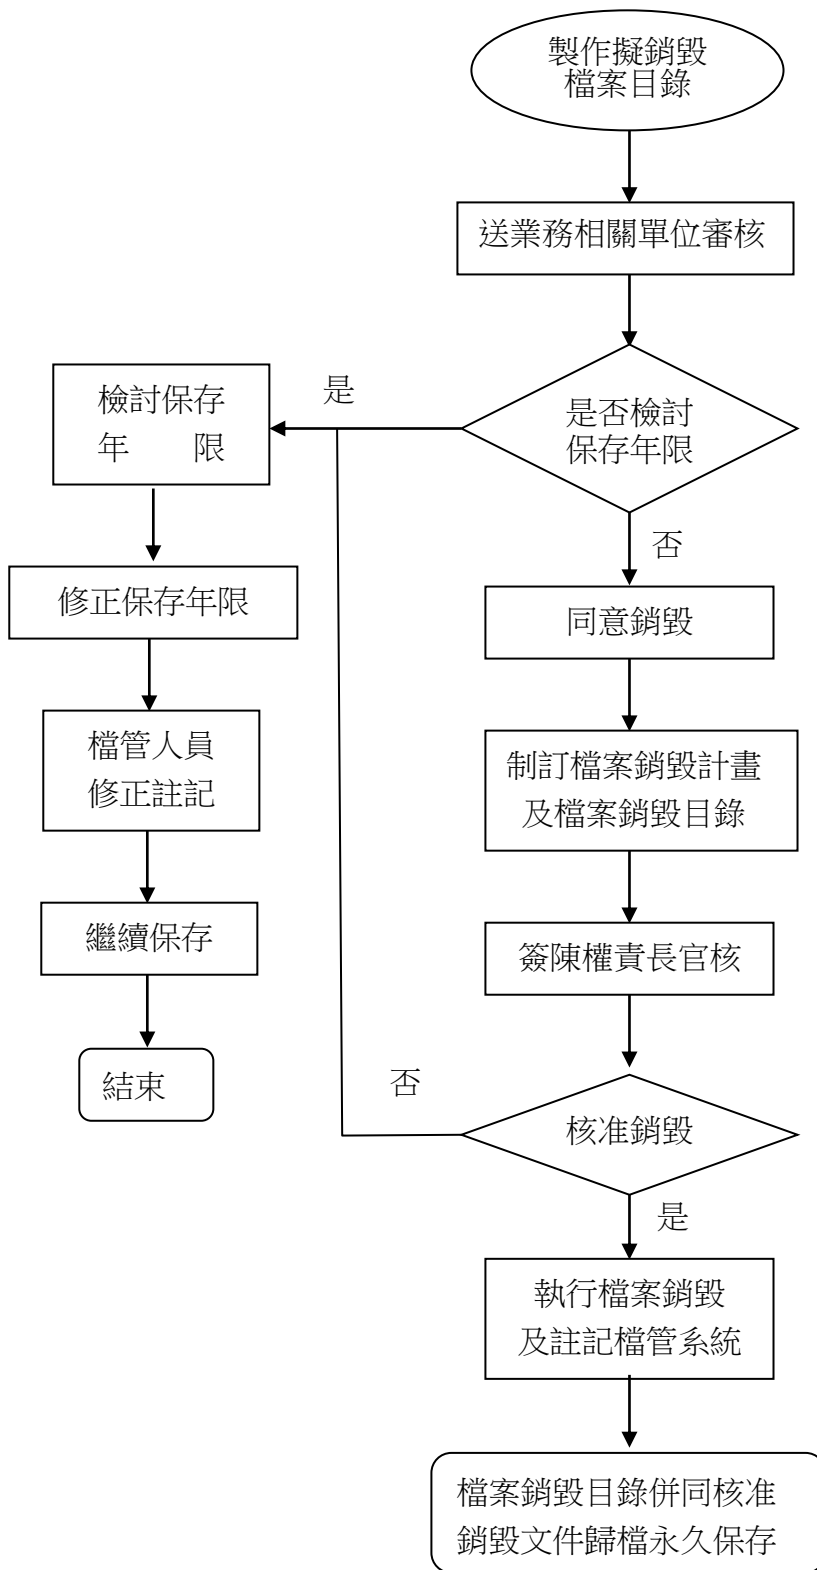 製作擬銷毀
檔案目錄
送業務相關單位審核
是否檢討
保存年限
是
檢討保存
年　　限
否
修正保存年限
同意銷毀
檔管人員
修正註記
制訂檔案銷毀計畫
及檔案銷毀目錄
繼續保存
簽陳權責長官核
結束
否
核准銷毀
是
執行檔案銷毀
及註記檔管系統
檔案銷毀目錄併同核准
銷毀文件歸檔永久保存